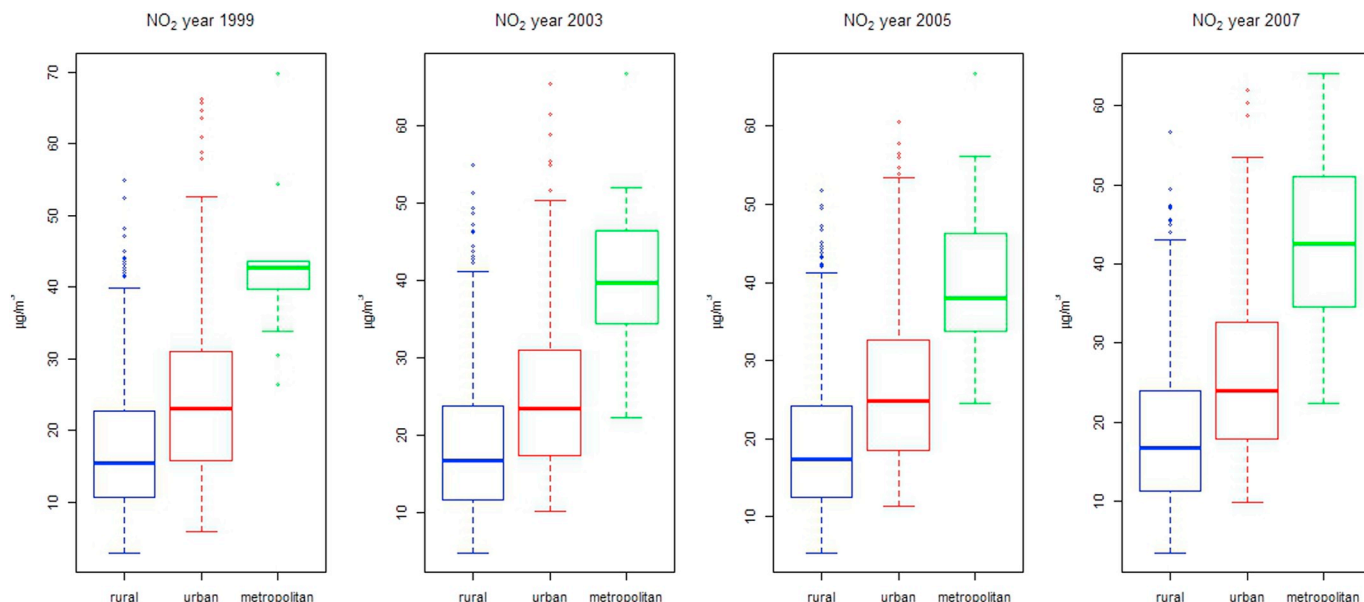 NO₂ year 1999
µg/m³
70
60
50
40
30
20
10
rural urban metropolitan
NO₂ year 2003
µg/m³
60
50
40
30
20
10
rural urban metropolitan
NO₂ year 2005
µg/m³
60
50
40
30
20
10
rural urban metropolitan
NO₂ year 2007
µg/m³
60
50
40
30
20
10
rural urban metropolitan